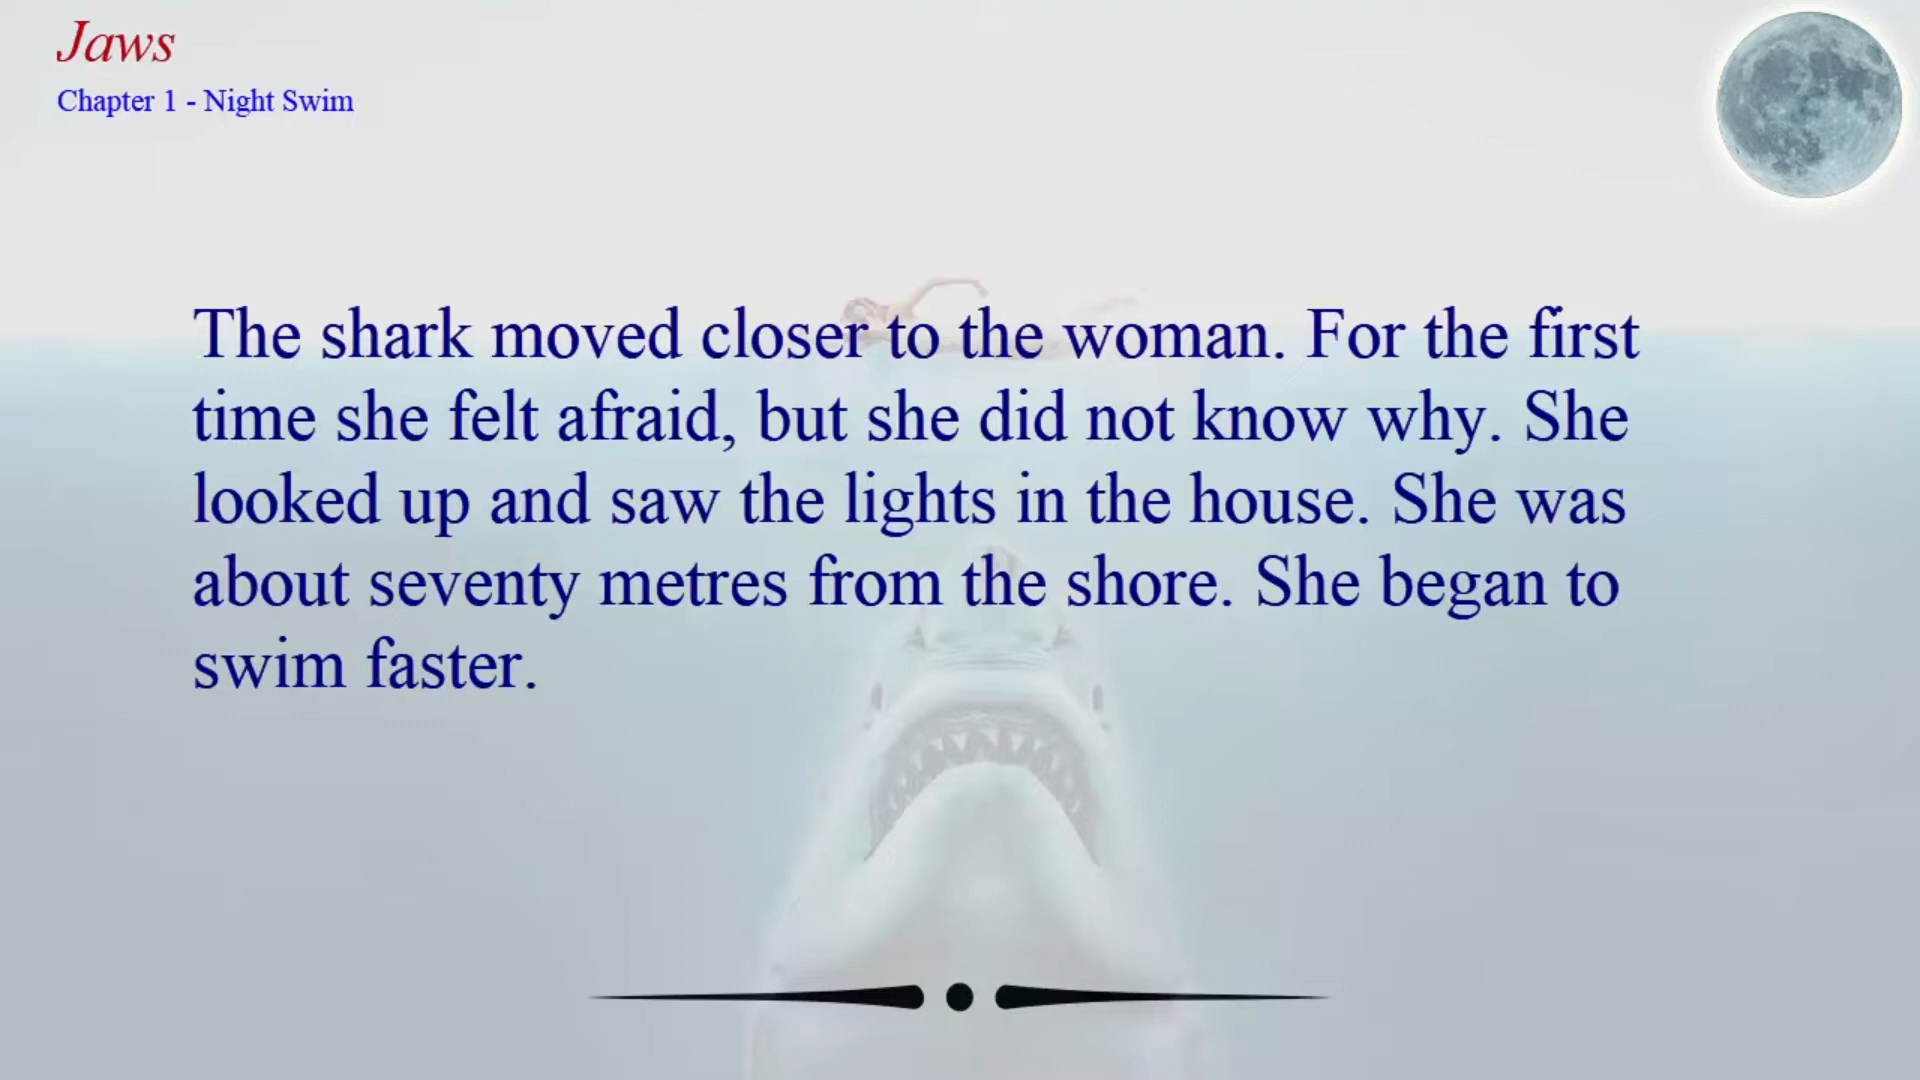 Jaws
Chapter 1 - Night Swim
The shark moved closer to the woman. For the first
time she felt afraid, but she did not know why. She
looked up and saw the lights in the house. She was
about seventy metres from the shore. She began to
swim faster.